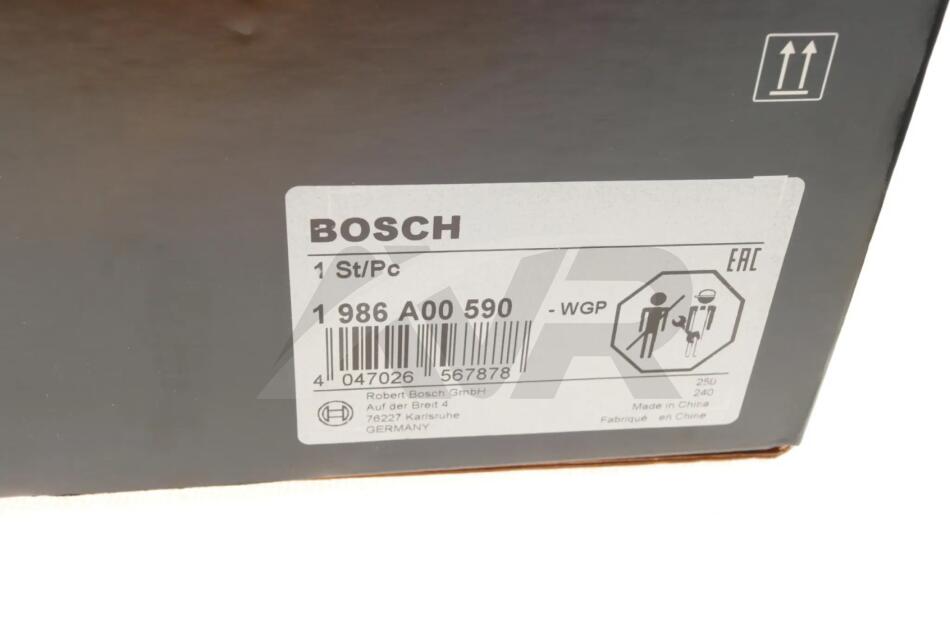 BOSCH
1 St/Pc
EAC
1 986 A00 590 - WGP
4 047026 567878
Robert Bosch GmbH
Auf der Breit 4
76227 Karlsruhe
GERMANY
250
240
Made in China
Fabriqué en Chine